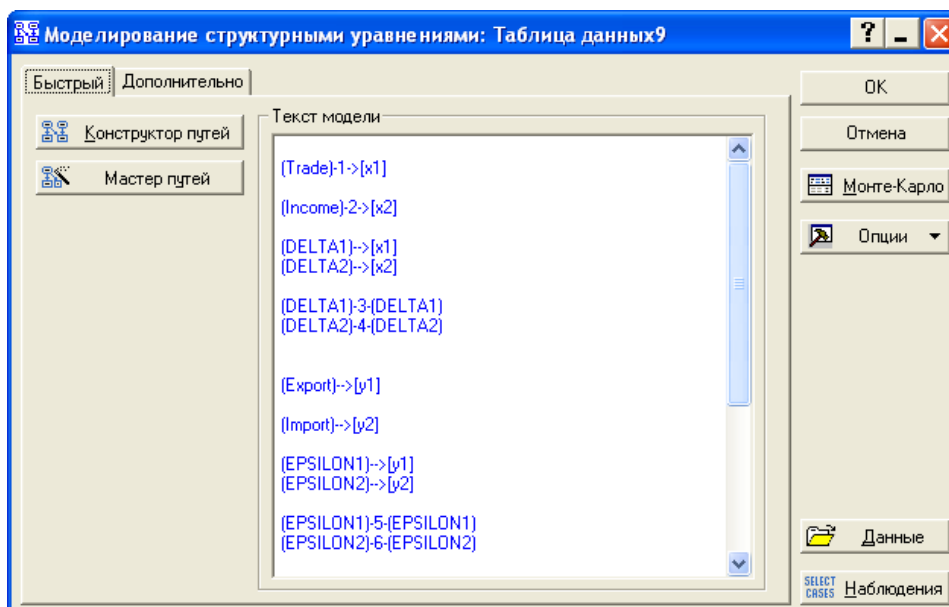 Моделирование структурными уравнениями: Таблица данных9
Быстрый
Дополнительно
Конструктор путей
Мастер путей
Текст модели
(Trade)-1->[x1]
(Income)-2->[x2]
(DELTA1)-->[x1]
(DELTA2)-->[x2]
(DELTA1)-3-(DELTA1)
(DELTA2)-4-(DELTA2)
(Export)-->[y1]
(Import)-->[y2]
(EPSILON1)-->[y1]
(EPSILON2)-->[y2]
(EPSILON1)-5-(EPSILON1)
(EPSILON2)-6-(EPSILON2)
OK
Отмена
Монте-Карло
Опции
Данные
SELECT
CASES
Наблюдения